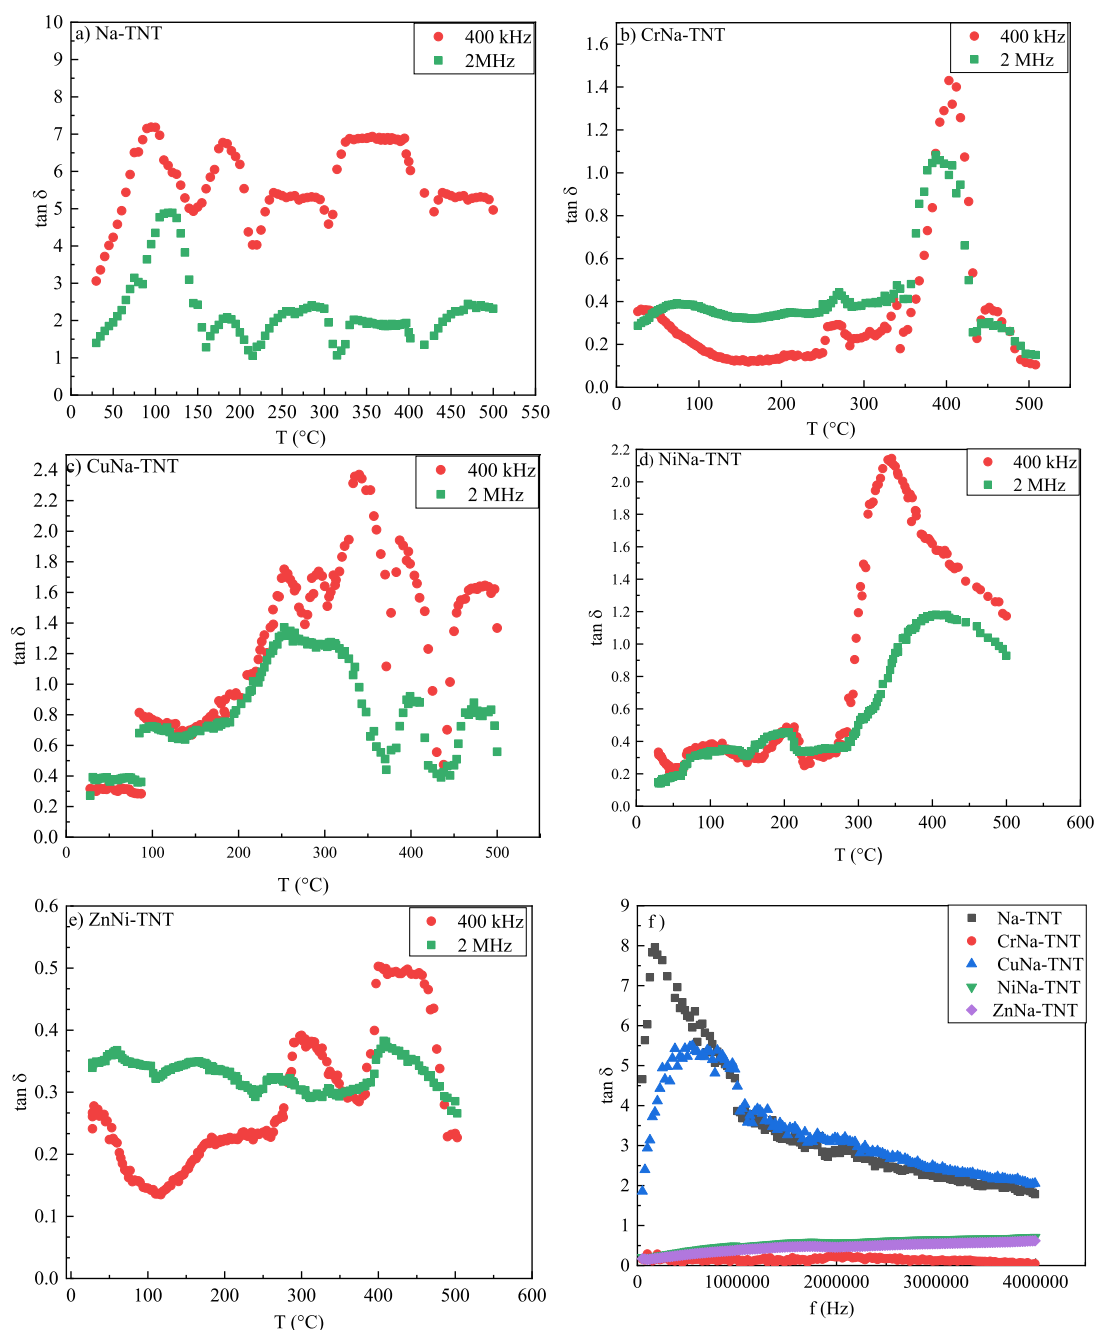 a) Na-TNT
400 kHz
2MHz
10
9
8
7
6
5
4
3
2
1
0
tan δ
0 50 100 150 200 250 300 350 400 450 500 550
T (°C)
b) CrNa-TNT
400 kHz
2 MHz
1.6
1.4
1.2
1.0
0.8
0.6
0.4
0.2
0.0
tan δ
0 100 200 300 400 500
T (°C)
c) CuNa-TNT
400 kHz
2 MHz
2.4
2.2
2.0
1.8
1.6
1.4
1.2
1.0
0.8
0.6
0.4
0.2
0.0
tan δ
0 100 200 300 400 500
T (°C)
d) NiNa-TNT
400 kHz
2 MHz
2.2
2.0
1.8
1.6
1.4
1.2
1.0
0.8
0.6
0.4
0.2
0.0
tan δ
0 100 200 300 400 500 600
T (°C)
e) ZnNi-TNT
400 kHz
2 MHz
0.6
0.5
0.4
0.3
0.2
0.1
0.0
tan δ
0 100 200 300 400 500 600
T (°C)
f )
Na-TNT
CrNa-TNT
CuNa-TNT
NiNa-TNT
ZnNa-TNT
9
8
7
6
5
4
3
2
1
0
tan δ
0 1000000 2000000 3000000 4000000
f (Hz)